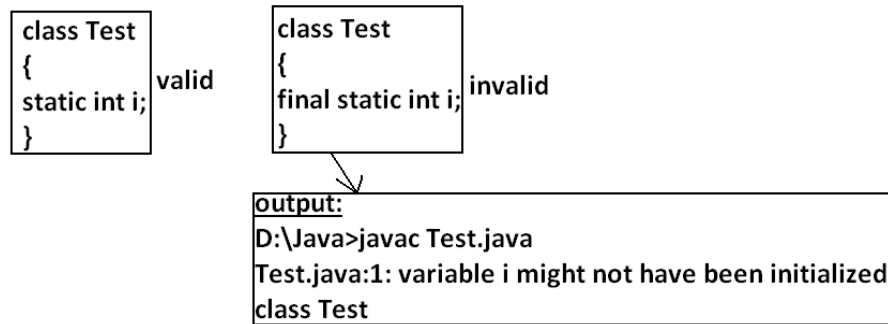 class Test
{
static int i;
}
valid
class Test
{
final static int i;
}
invalid
output:
D:\Java>javac Test.java
Test.java:1: variable i might not have been initialized
class Test